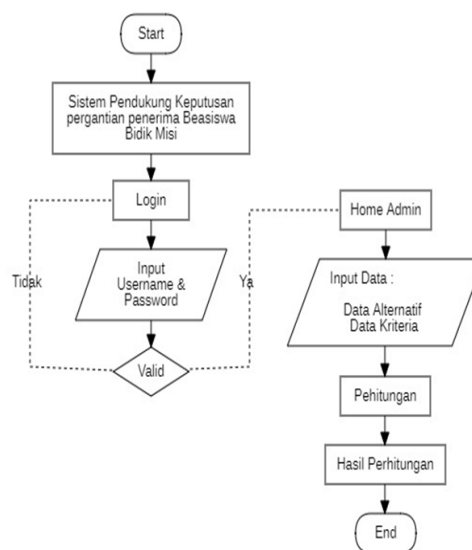 Start
Sistem Pendukung Keputusan
pergantian penerima Beasiswa
Bidik Misi
Login
Input
Username &
Password
Tidak
Valid
Ya
Home Admin
Input Data :
Data Alternatif
Data Kriteria
Pehitungan
Hasil Perhitungan
End